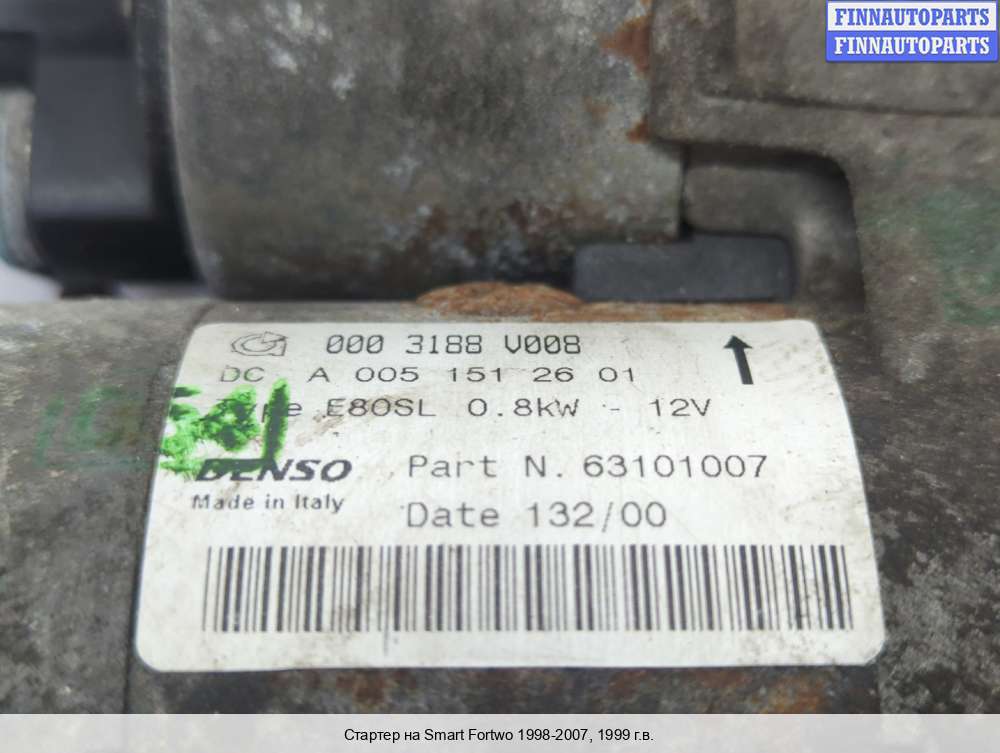 FINNAUTOPARTS
FINNAUTOPARTS
000 3188 V008
DC A 005 151 26 01
Type E80SL 0.8kW - 12V
DENSO Part N. 63101007
Made in Italy
Date 132/00
Стартер на Smart Fortwo 1998-2007, 1999 г.в.